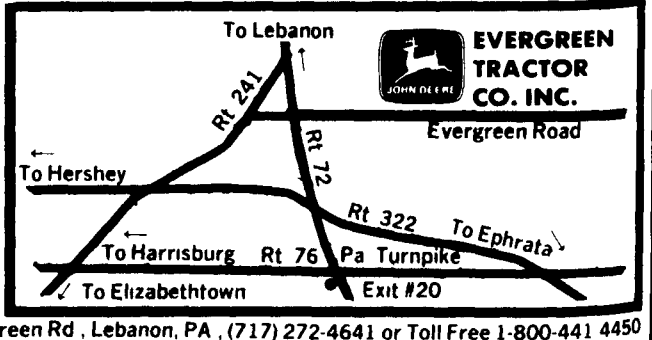 To Lebanon
JOHN DEERE
EVERGREEN
TRACTOR
CO. INC.
Rt 241
Evergreen Road
Rt 72
To Hershey
Rt 322
To Ephrata
To Harrisburg Rt 76 Pa Turnpike
To Elizabethtown
Exit #20
reen Rd , Lebanon, PA , (717) 272-4641 or Toll Free 1-800-441 4450